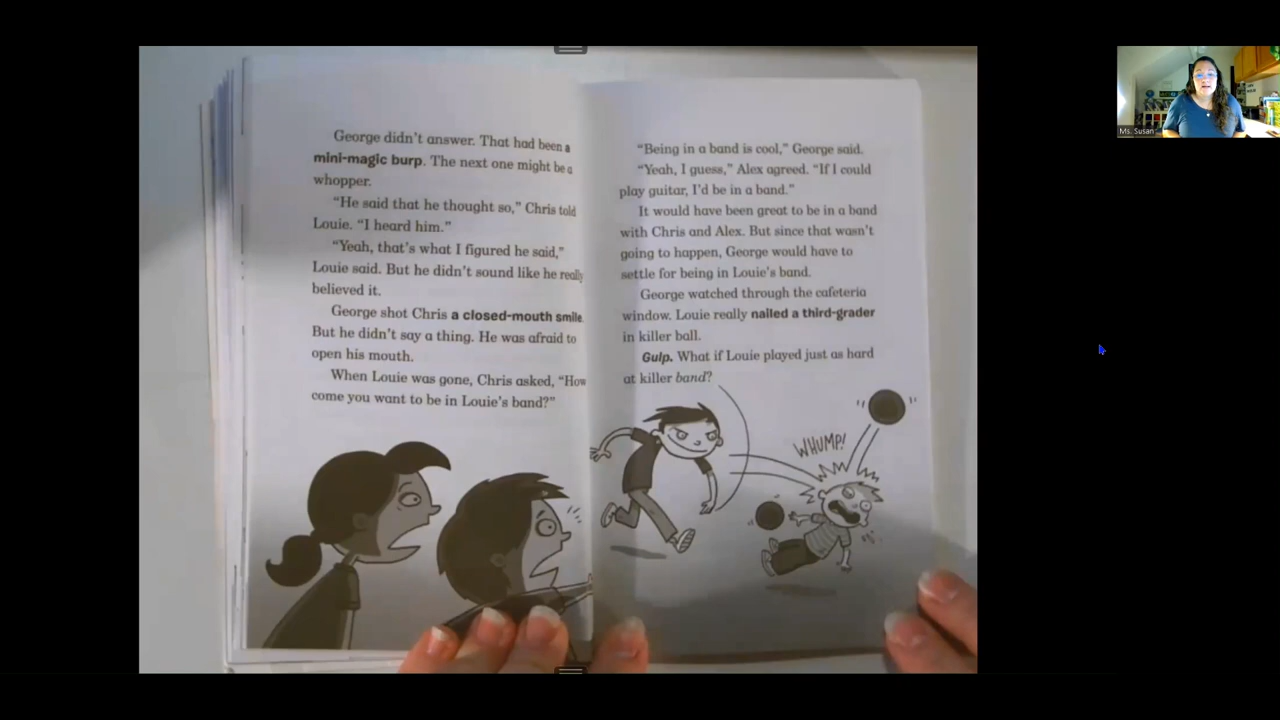 George didn't answer. That had been a
mini-magic burp. The next one might be a
whopper.
"He said that he thought so," Chris told
Louie. "I heard him."
"Yeah, that's what I figured he said,"
Louie said. But he didn't sound like he really
believed it.
George shot Chris a closed-mouth smile.
But he didn't say a thing. He was afraid to
open his mouth.
When Louie was gone, Chris asked, "How
come you want to be in Louie's band?"
"Being in a band is cool," George said.
"Yeah, I guess," Alex agreed. "If I could
play guitar, I'd be in a band."
It would have been great to be in a band
with Chris and Alex. But since that wasn't
going to happen, George would have to
settle for being in Louie's band.
George watched through the cafeteria
window. Louie really nailed a third-grader
in killer ball.
Gulp. What if Louie played just as hard
at killer band?
WHUMP!
Ms. Susan